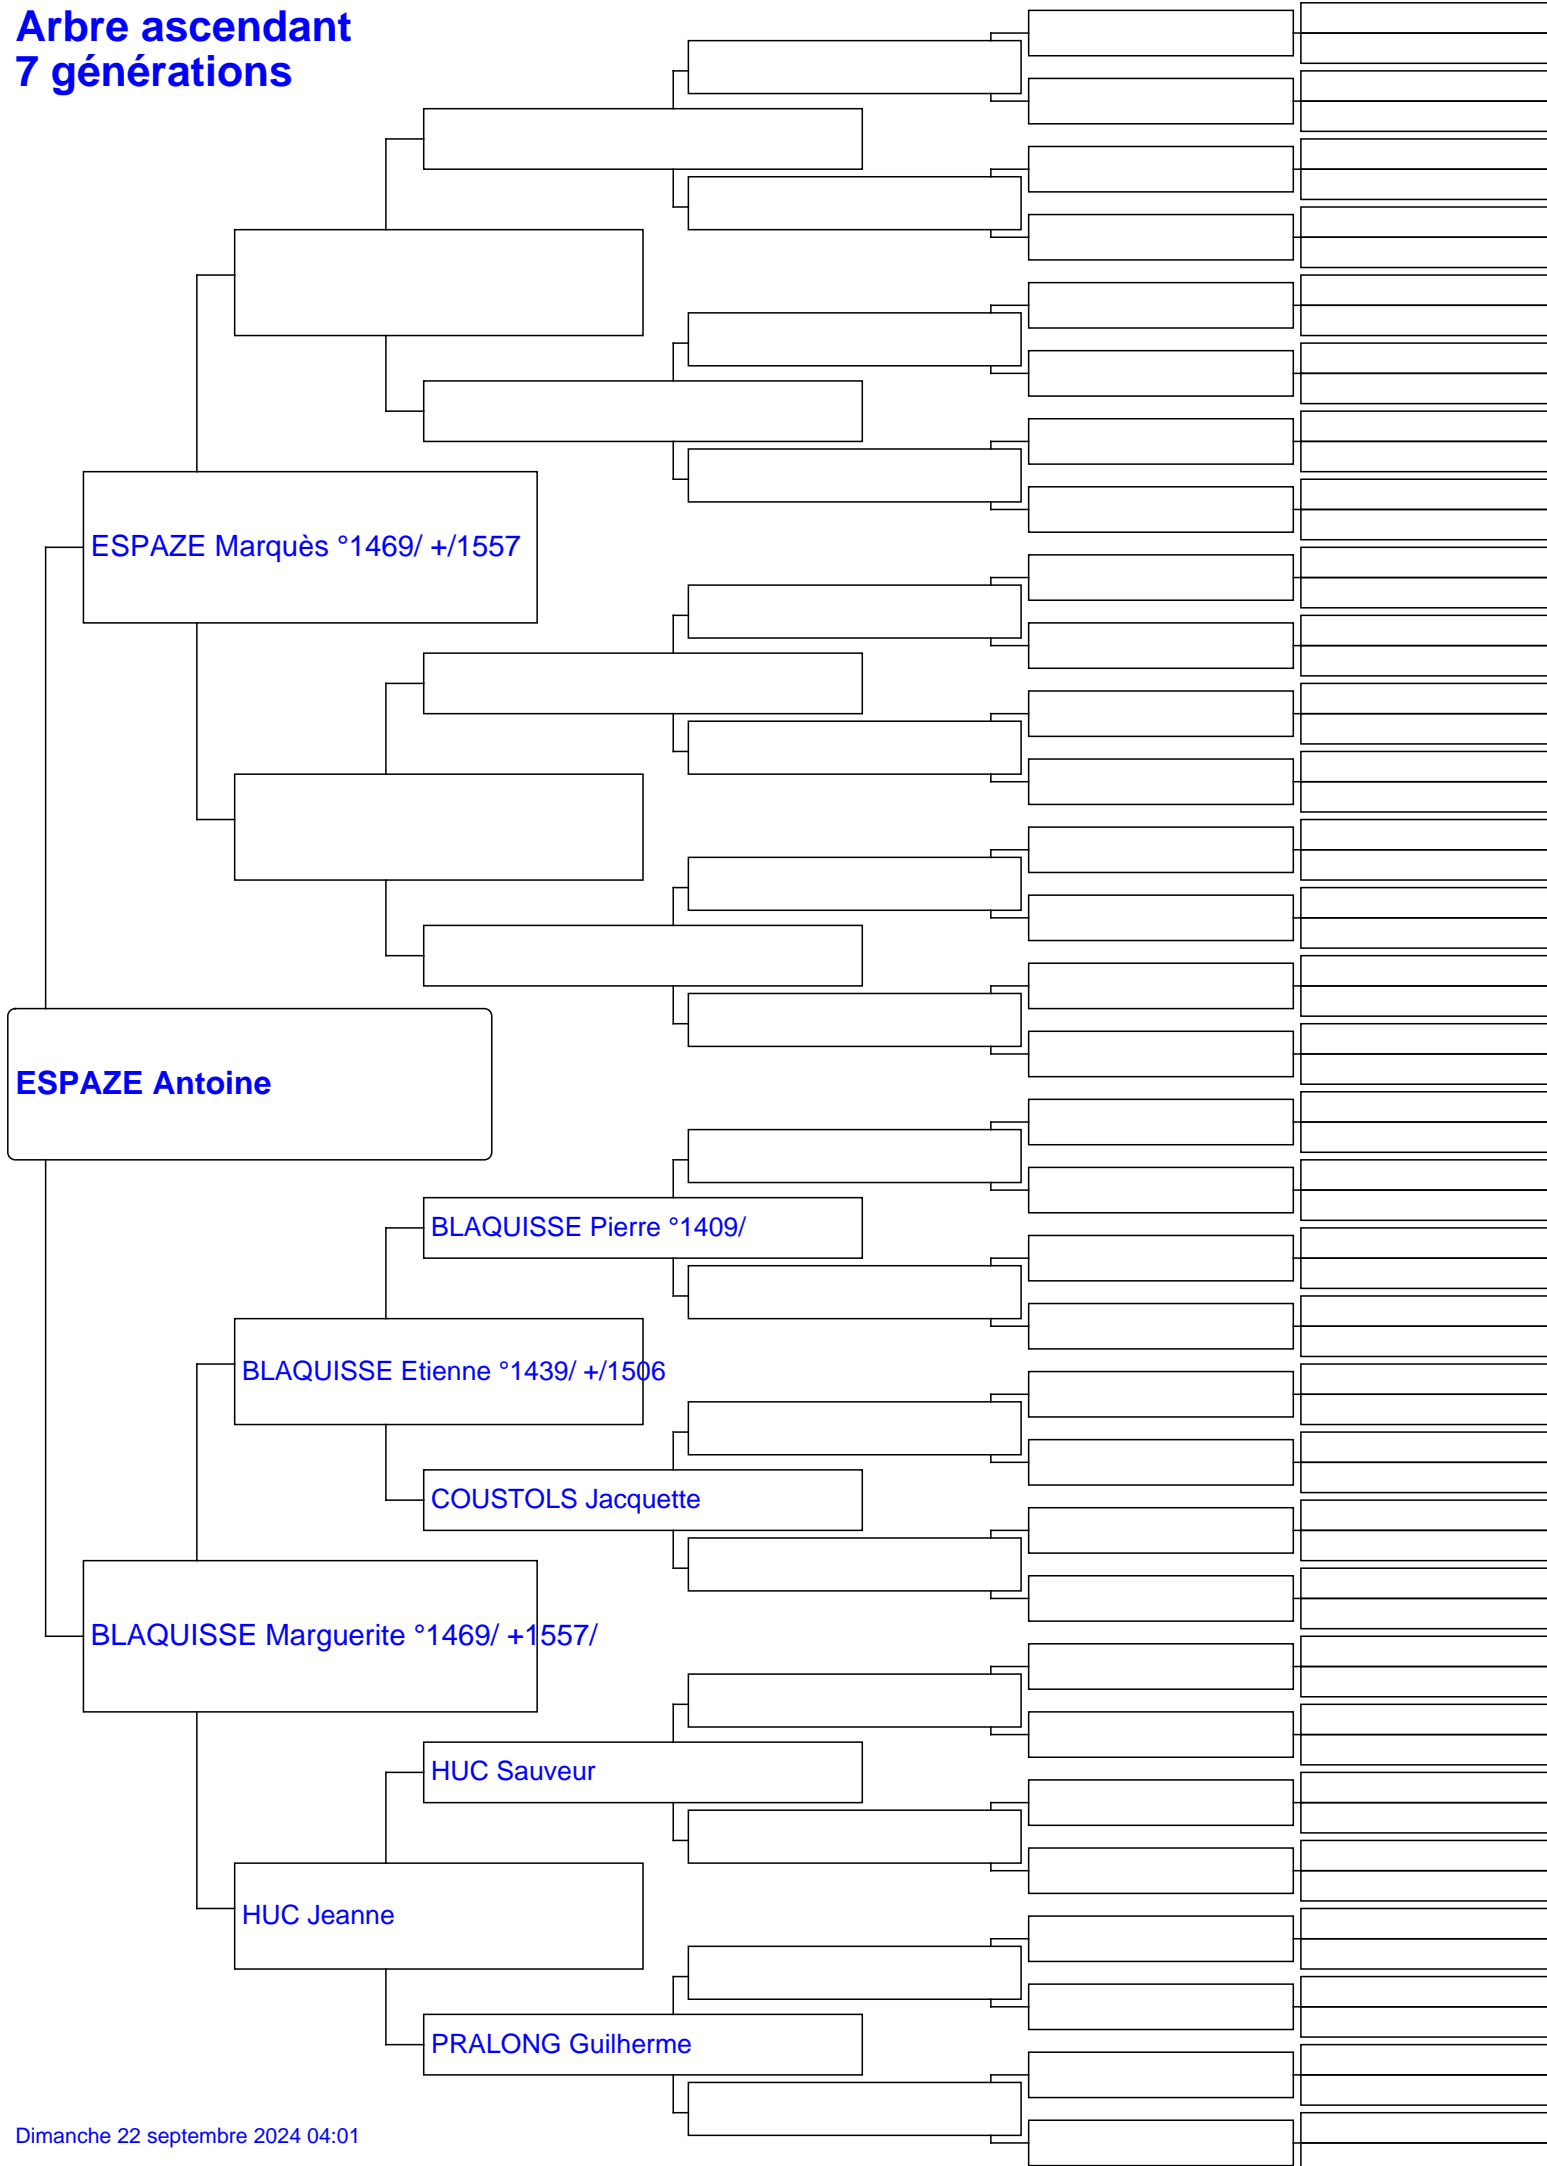 Arbre ascendant
7 générations
ESPAZE Marquès °1469/ +/1557
ESPAZE Antoine
BLAQUISSE Pierre °1409/
BLAQUISSE Etienne °1439/ +/1506
COUSTOLS Jacquette
BLAQUISSE Marguerite °1469/ +1557/
HUC Sauveur
HUC Jeanne
PRALONG Guilherme
Dimanche 22 septembre 2024 04:01